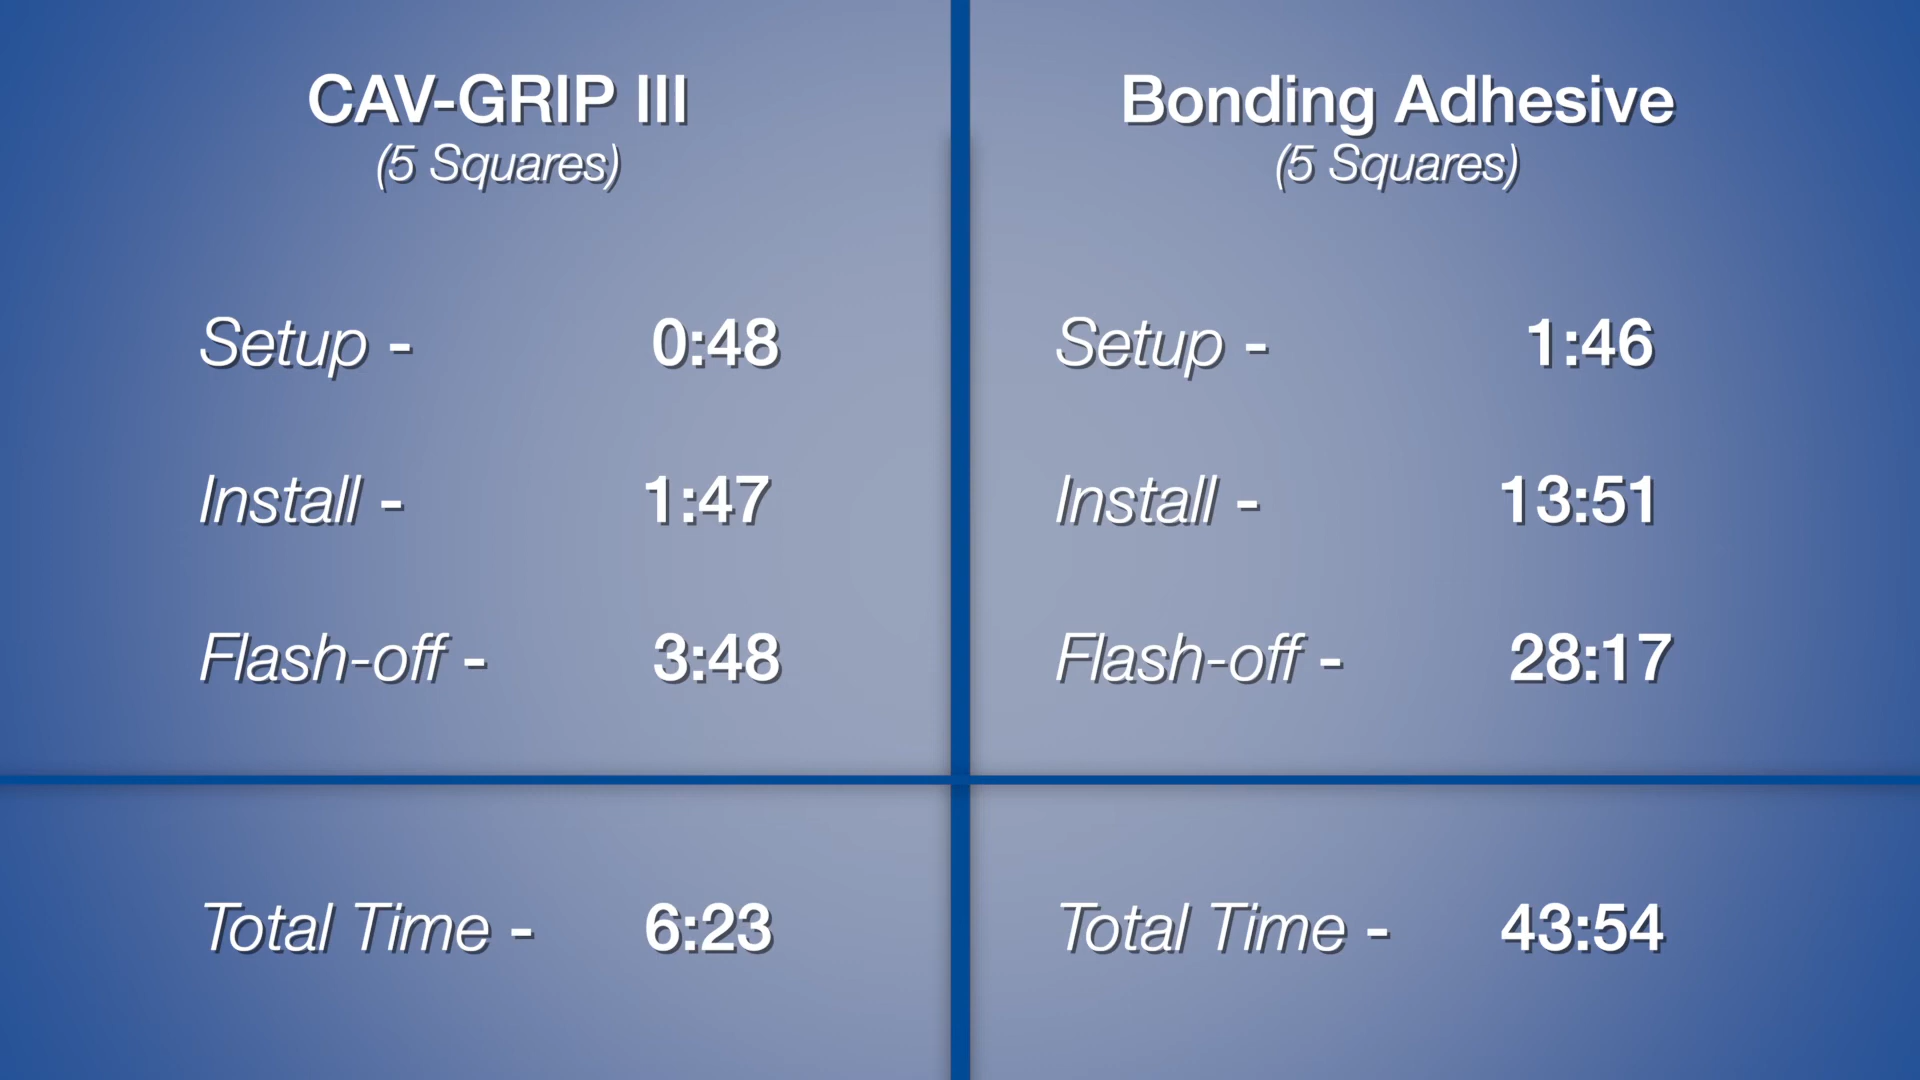 CAV-GRIP III
(5 Squares)
Setup - 0:48
Install - 1:47
Flash-off - 3:48
Total Time - 6:23
Bonding Adhesive
(5 Squares)
Setup - 1:46
Install - 13:51
Flash-off - 28:17
Total Time - 43:54